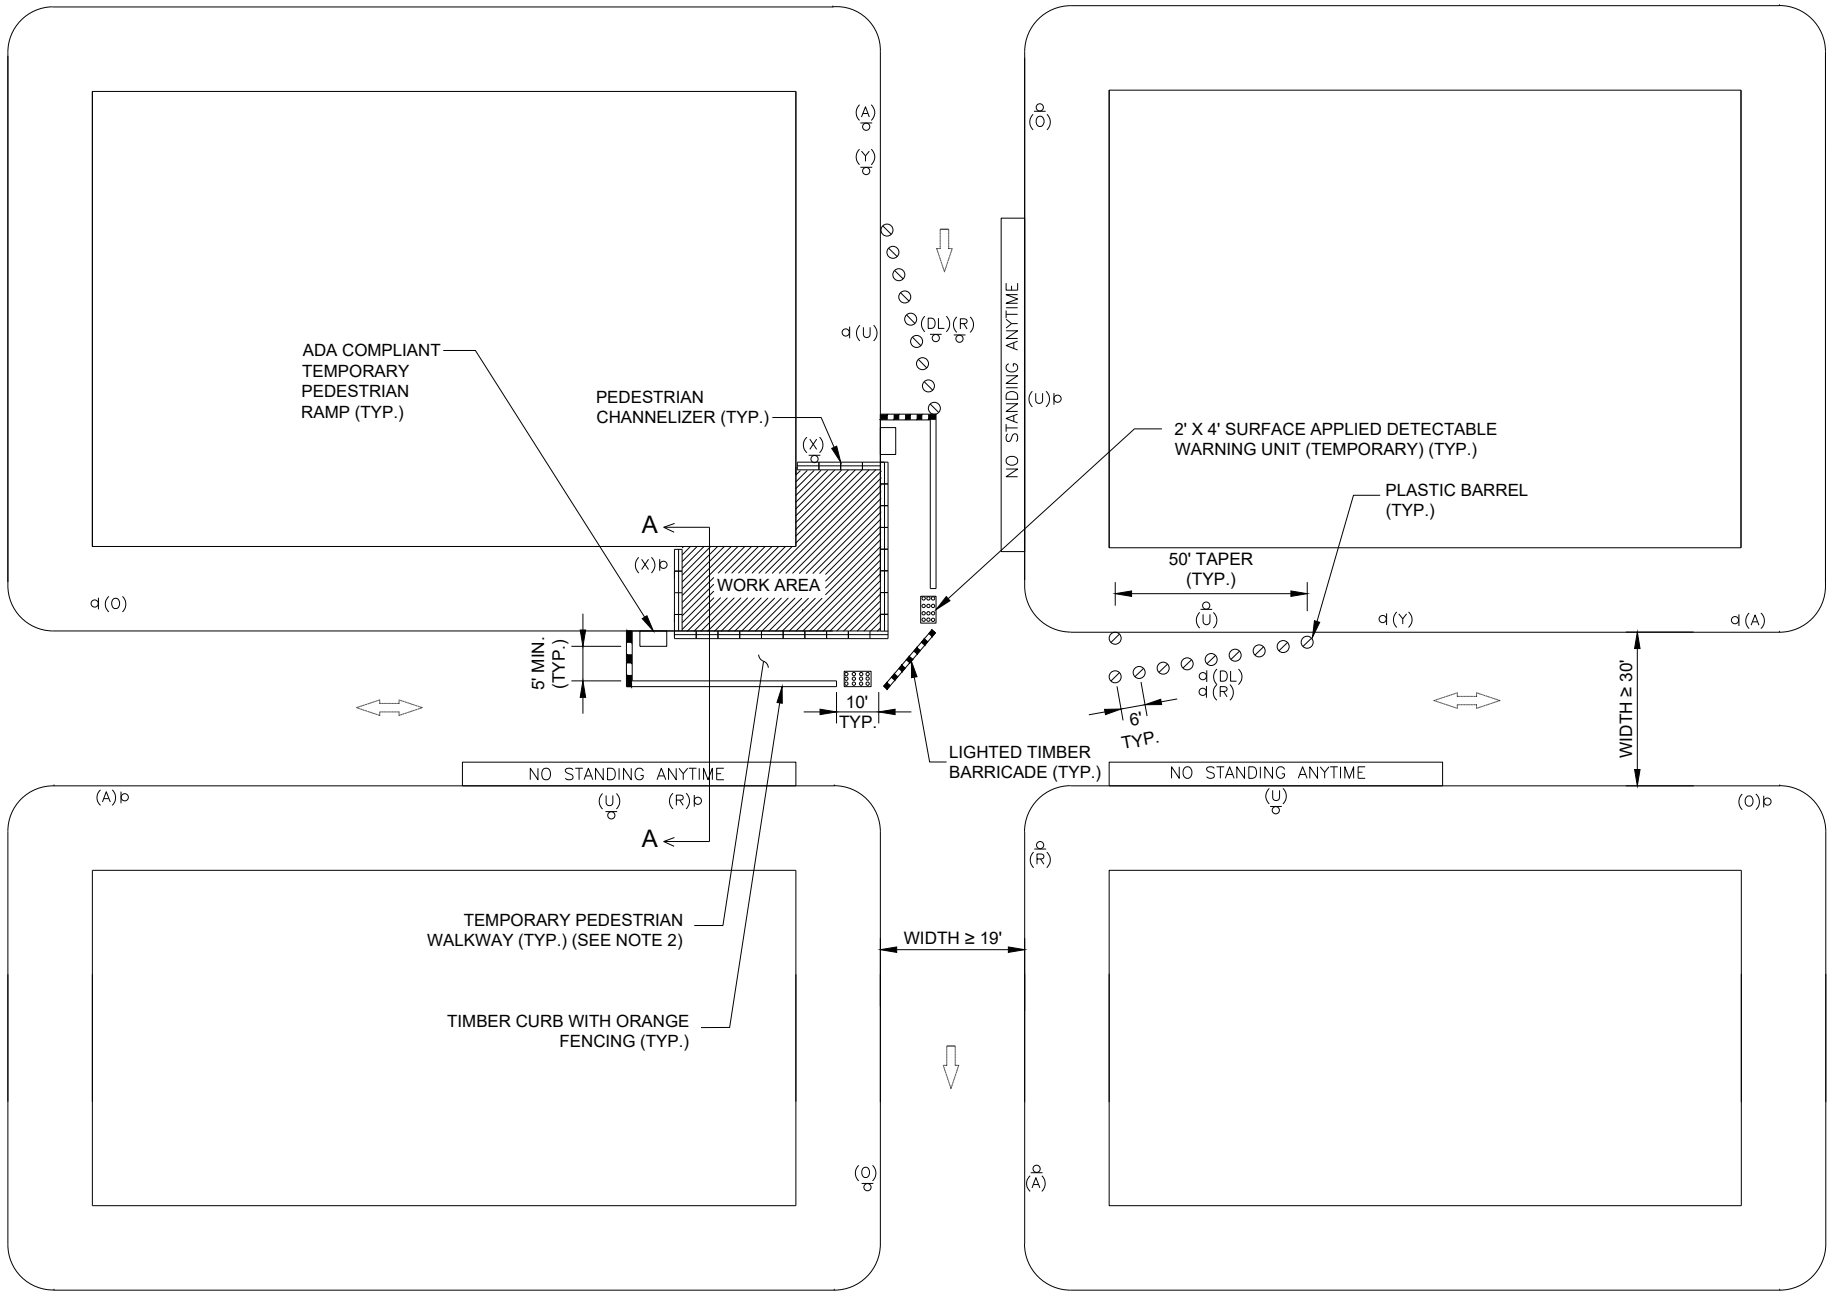 (A)
(O)
(Y)
NO STANDING ANYTIME
(DL)(R)
(U)
ADA COMPLIANT
TEMPORARY
PEDESTRIAN
RAMP (TYP.)
PEDESTRIAN
CHANNELIZER (TYP.)
(U)
(X)
2' X 4' SURFACE APPLIED DETECTABLE
WARNING UNIT (TEMPORARY) (TYP.)
PLASTIC BARREL
(TYP.)
A
50' TAPER
(TYP.)
(X)
WORK AREA
(O)
(U)
(Y)
(A)
5' MIN.
(TYP.)
(DL)
(R)
WIDTH ≥ 30'
10'
TYP.
6'
TYP.
LIGHTED TIMBER
BARRICADE (TYP.)
NO STANDING ANYTIME
NO STANDING ANYTIME
(A)
(U)
(R)
(U)
(O)
A
(R)
TEMPORARY PEDESTRIAN
WALKWAY (TYP.) (SEE NOTE 2)
WIDTH ≥ 19'
TIMBER CURB WITH ORANGE
FENCING (TYP.)
(O)
(A)